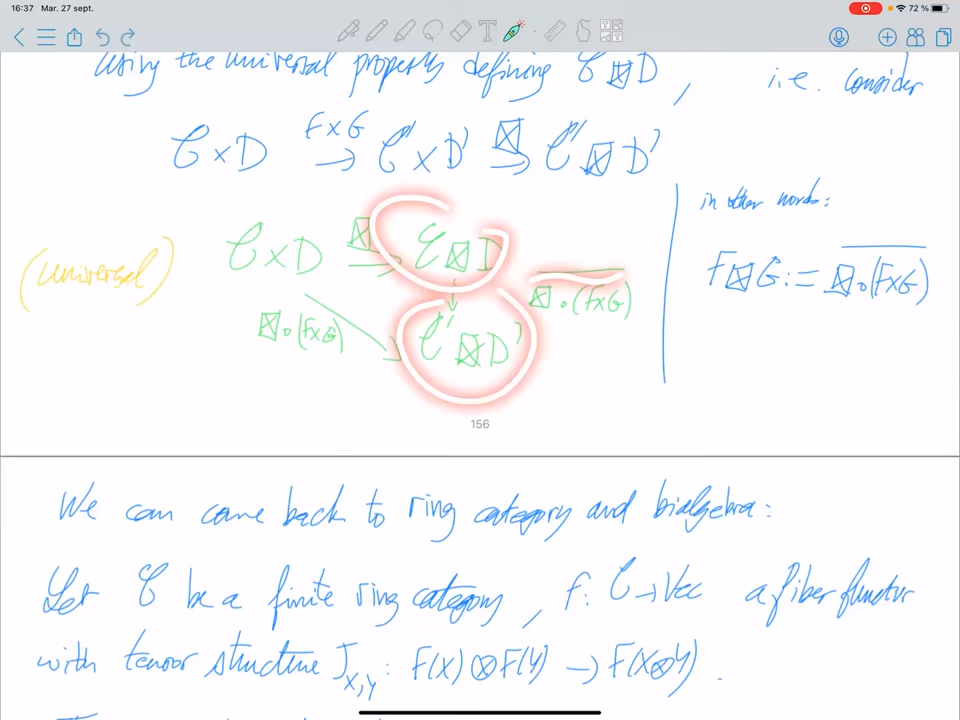 16:37 Mar. 27 sept. 72 %
using the universal property defining C ⊠ D, i.e. consider
C × D F×G → C' × D' ⊠ → C' ⊠ D'
in other words:
(universal) C × D ⊠ → C ⊠ D
F ⊠ G := \overline{⊠ ∘ (F×G)}
\overline{⊠ ∘ (F×G)}
⊠ ∘ (F×G) C' ⊠ D'
156
We can come back to ring category and bialgebra:
Let C be a finite ring category, F: C → Vec a fiber functor
with tensor structure J_{X,Y}: F(X) ⊗ F(Y) → F(X⊗Y).